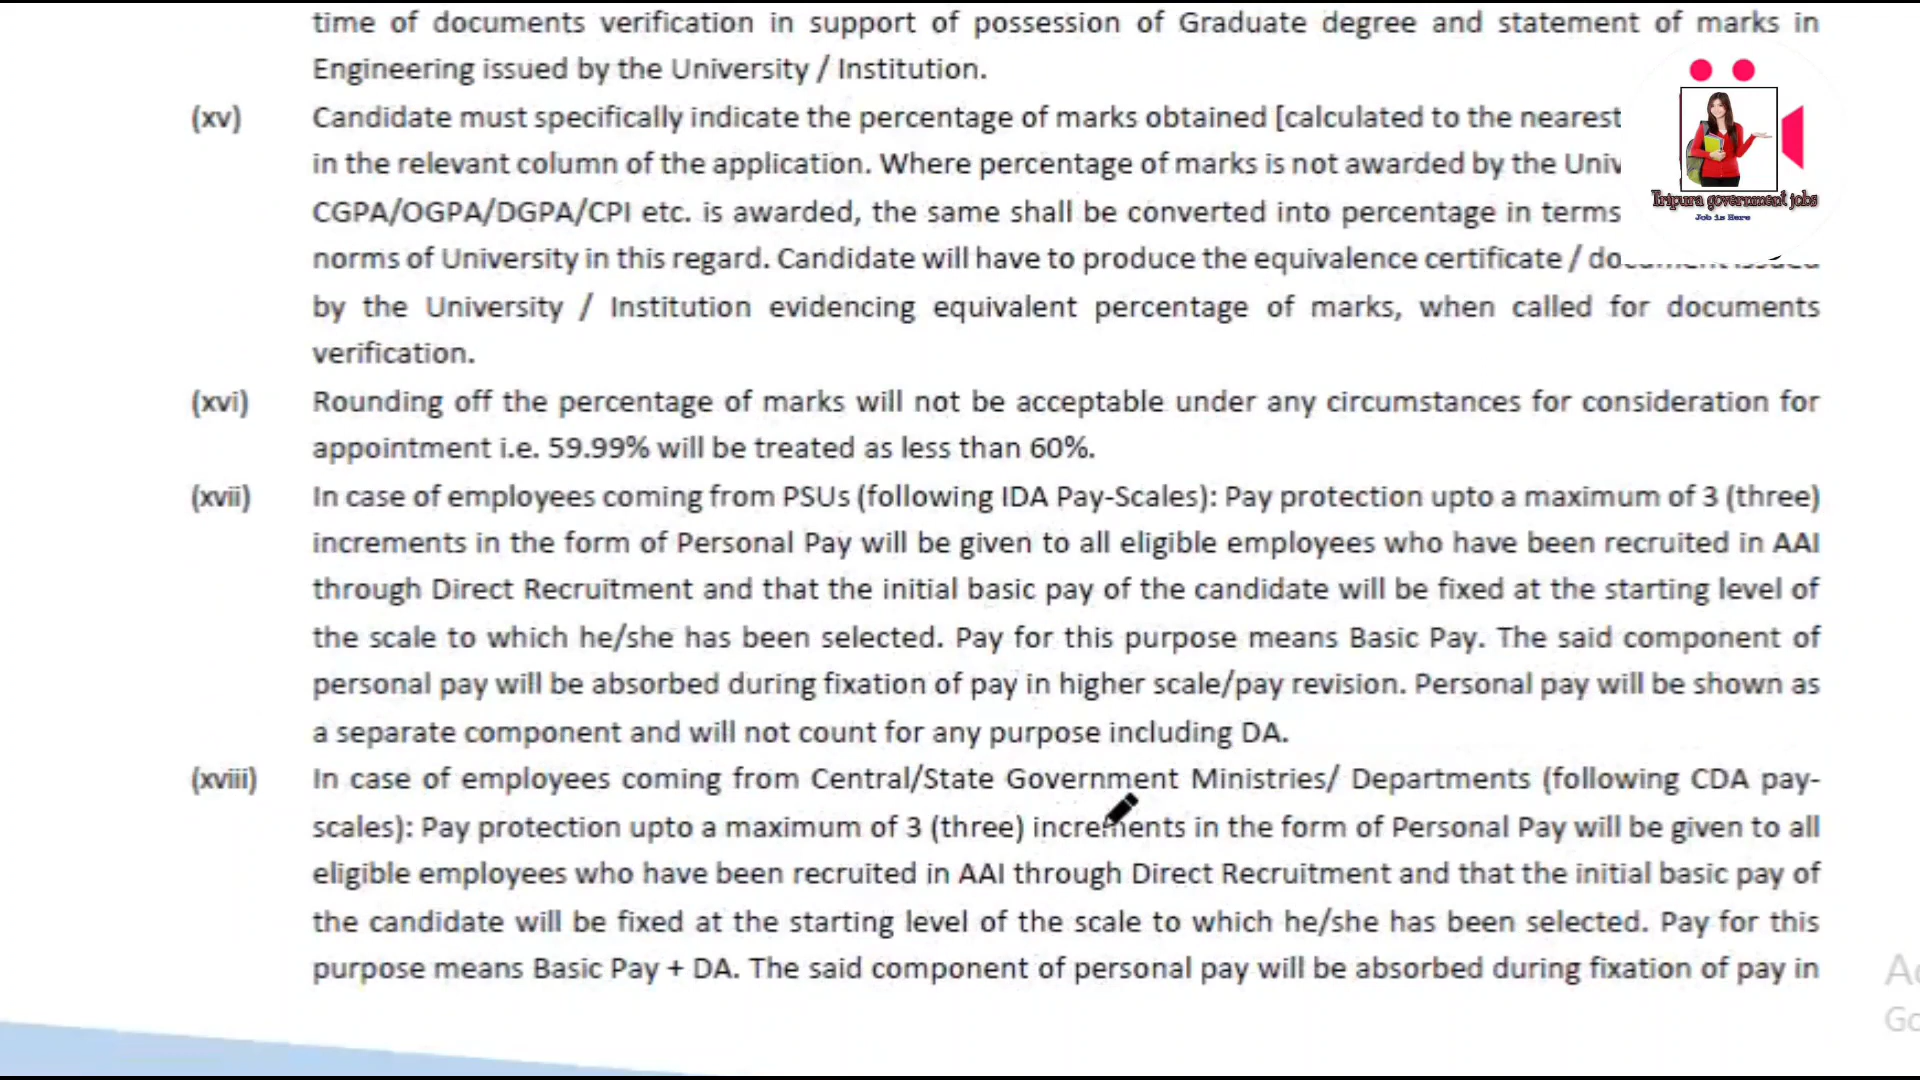 time of documents verification in support of possession of Graduate degree and statement of marks in
Engineering issued by the University / Institution.
(xv) Candidate must specifically indicate the percentage of marks obtained [calculated to the nearest
in the relevant column of the application. Where percentage of marks is not awarded by the Univ
CGPA/OGPA/DGPA/CPI etc. is awarded, the same shall be converted into percentage in terms
norms of University in this regard. Candidate will have to produce the equivalence certificate / document issued
by the University / Institution evidencing equivalent percentage of marks, when called for documents
verification.
(xvi) Rounding off the percentage of marks will not be acceptable under any circumstances for consideration for
appointment i.e. 59.99% will be treated as less than 60%.
(xvii) In case of employees coming from PSUs (following IDA Pay-Scales): Pay protection upto a maximum of 3 (three)
increments in the form of Personal Pay will be given to all eligible employees who have been recruited in AAI
through Direct Recruitment and that the initial basic pay of the candidate will be fixed at the starting level of
the scale to which he/she has been selected. Pay for this purpose means Basic Pay. The said component of
personal pay will be absorbed during fixation of pay in higher scale/pay revision. Personal pay will be shown as
a separate component and will not count for any purpose including DA.
(xviii) In case of employees coming from Central/State Government Ministries/ Departments (following CDA pay-
scales): Pay protection upto a maximum of 3 (three) increments in the form of Personal Pay will be given to all
eligible employees who have been recruited in AAI through Direct Recruitment and that the initial basic pay of
the candidate will be fixed at the starting level of the scale to which he/she has been selected. Pay for this
purpose means Basic Pay + DA. The said component of personal pay will be absorbed during fixation of pay in
Tripura government jobs
Job is Here